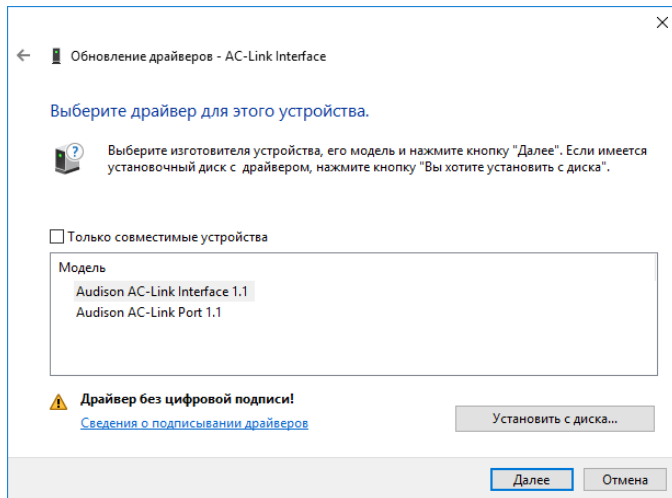 Обновление драйверов - AC-Link Interface
Выберите драйвер для этого устройства.
Выберите изготовителя устройства, его модель и нажмите кнопку "Далее". Если имеется
установочный диск с драйвером, нажмите кнопку "Вы хотите установить с диска".
Только совместимые устройства
Модель
Audison AC-Link Interface 1.1
Audison AC-Link Port 1.1
Драйвер без цифровой подписи!
Сведения о подписывании драйверов
Установить с диска...
Далее
Отмена